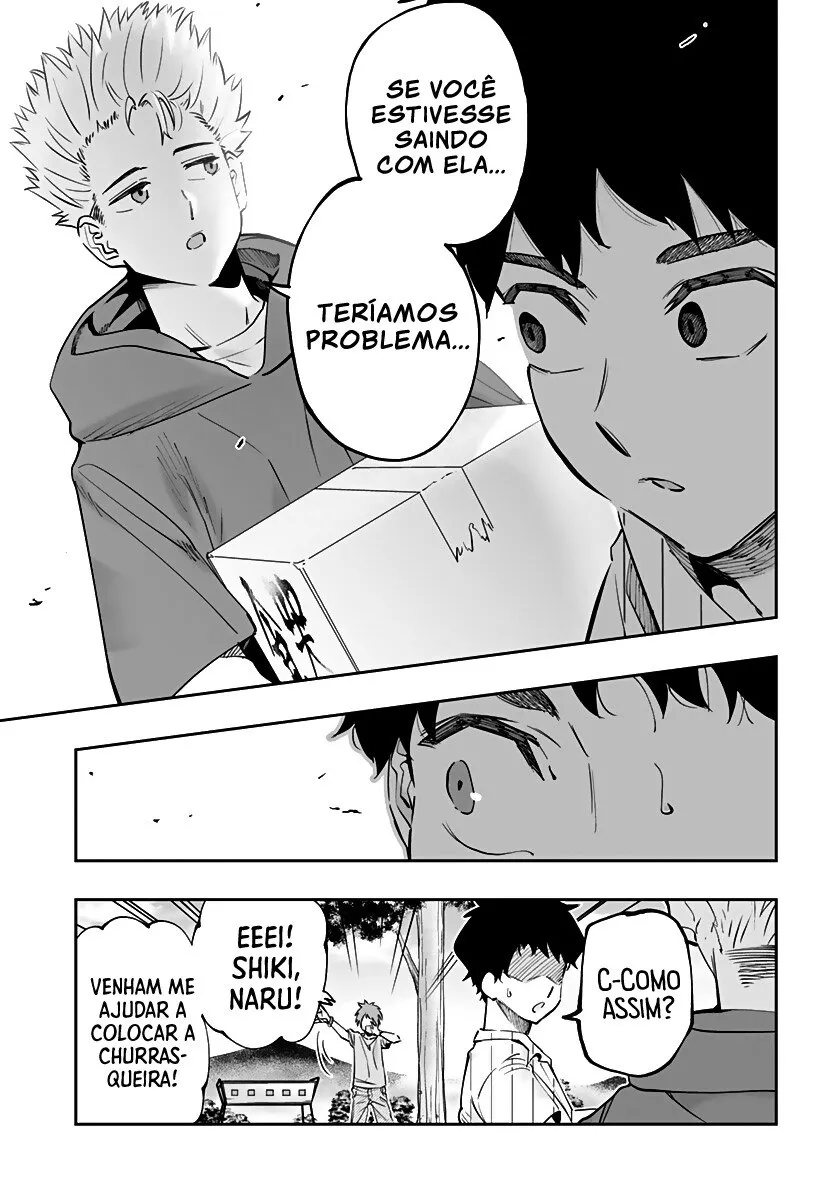 SE VOCÊ
ESTIVESSE
SAINDO
COM ELA...
TERÍAMOS
PROBLEMA...
C-COMO
ASSIM?
EEEI!
SHIKI,
NARU!
VENHAM ME
AJUDAR A
COLOCAR A
CHURRAS-
QUEIRA!